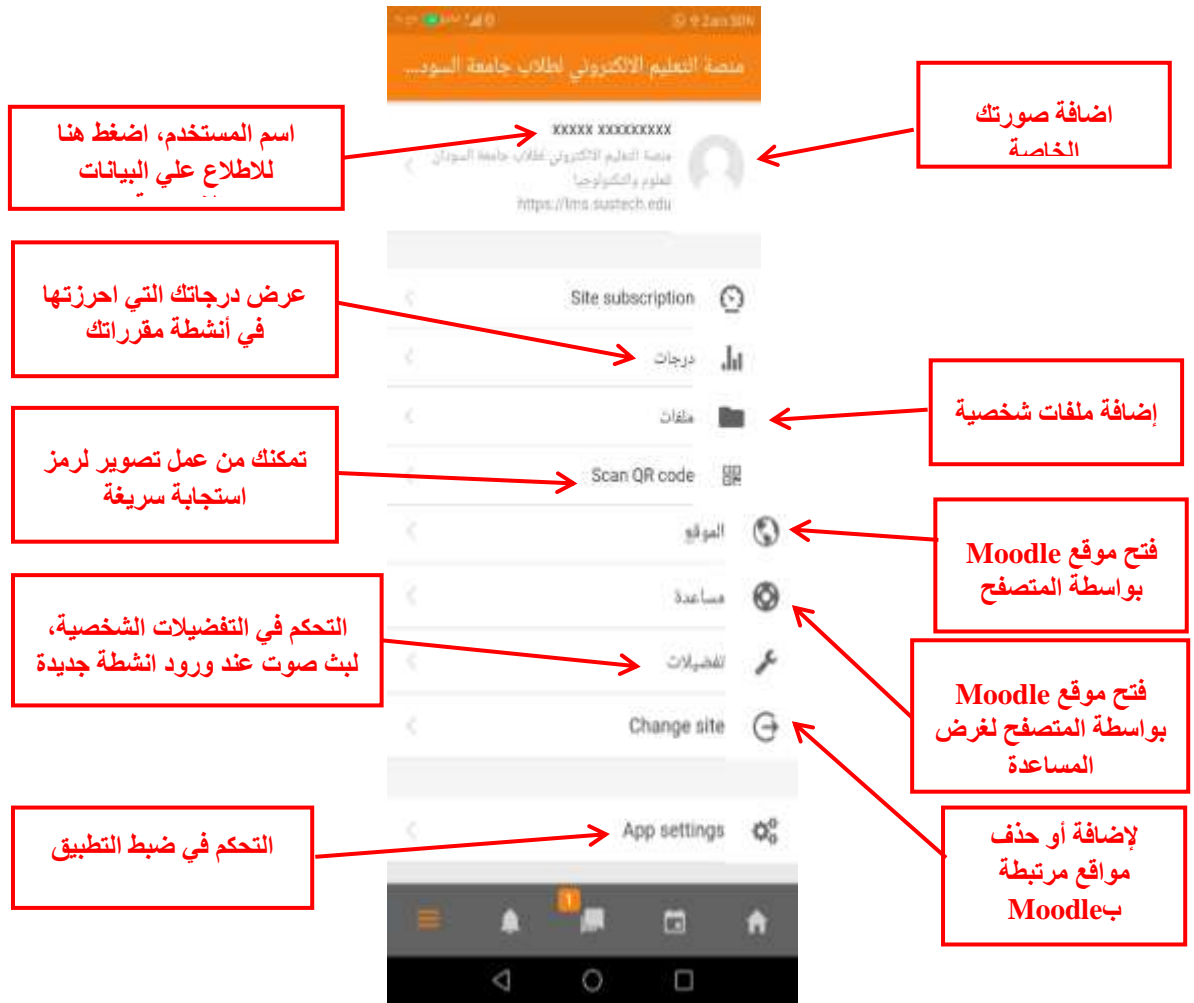 منصة التعليم الالكتروني لطلاب جامعة السود...
xxxxx xxxxxxxxx
منصة التعليم الالكتروني لطلاب جامعة السودان
للعلوم والتكنولوجيا
https://lms.sustech.edu
اضافة صورتك
الخاصة
اسم المستخدم، اضغط هنا
للاطلاع علي البيانات
Site subscription
عرض درجاتك التي احرزتها
في أنشطة مقرراتك
درجات
إضافة ملفات شخصية
ملفات
تمكنك من عمل تصوير لرمز
استجابة سريغة
Scan QR code
فتح موقع Moodle
بواسطة المتصفح
الموقع
مساعدة
التحكم في التفضيلات الشخصية،
لبث صوت عند ورود انشطة جديدة
تفضيلات
فتح موقع Moodle
بواسطة المتصفح لغرض
المساعدة
Change site
لإضافة أو حذف
مواقع مرتبطة
بMoodle
التحكم في ضبط التطبيق
App settings
1